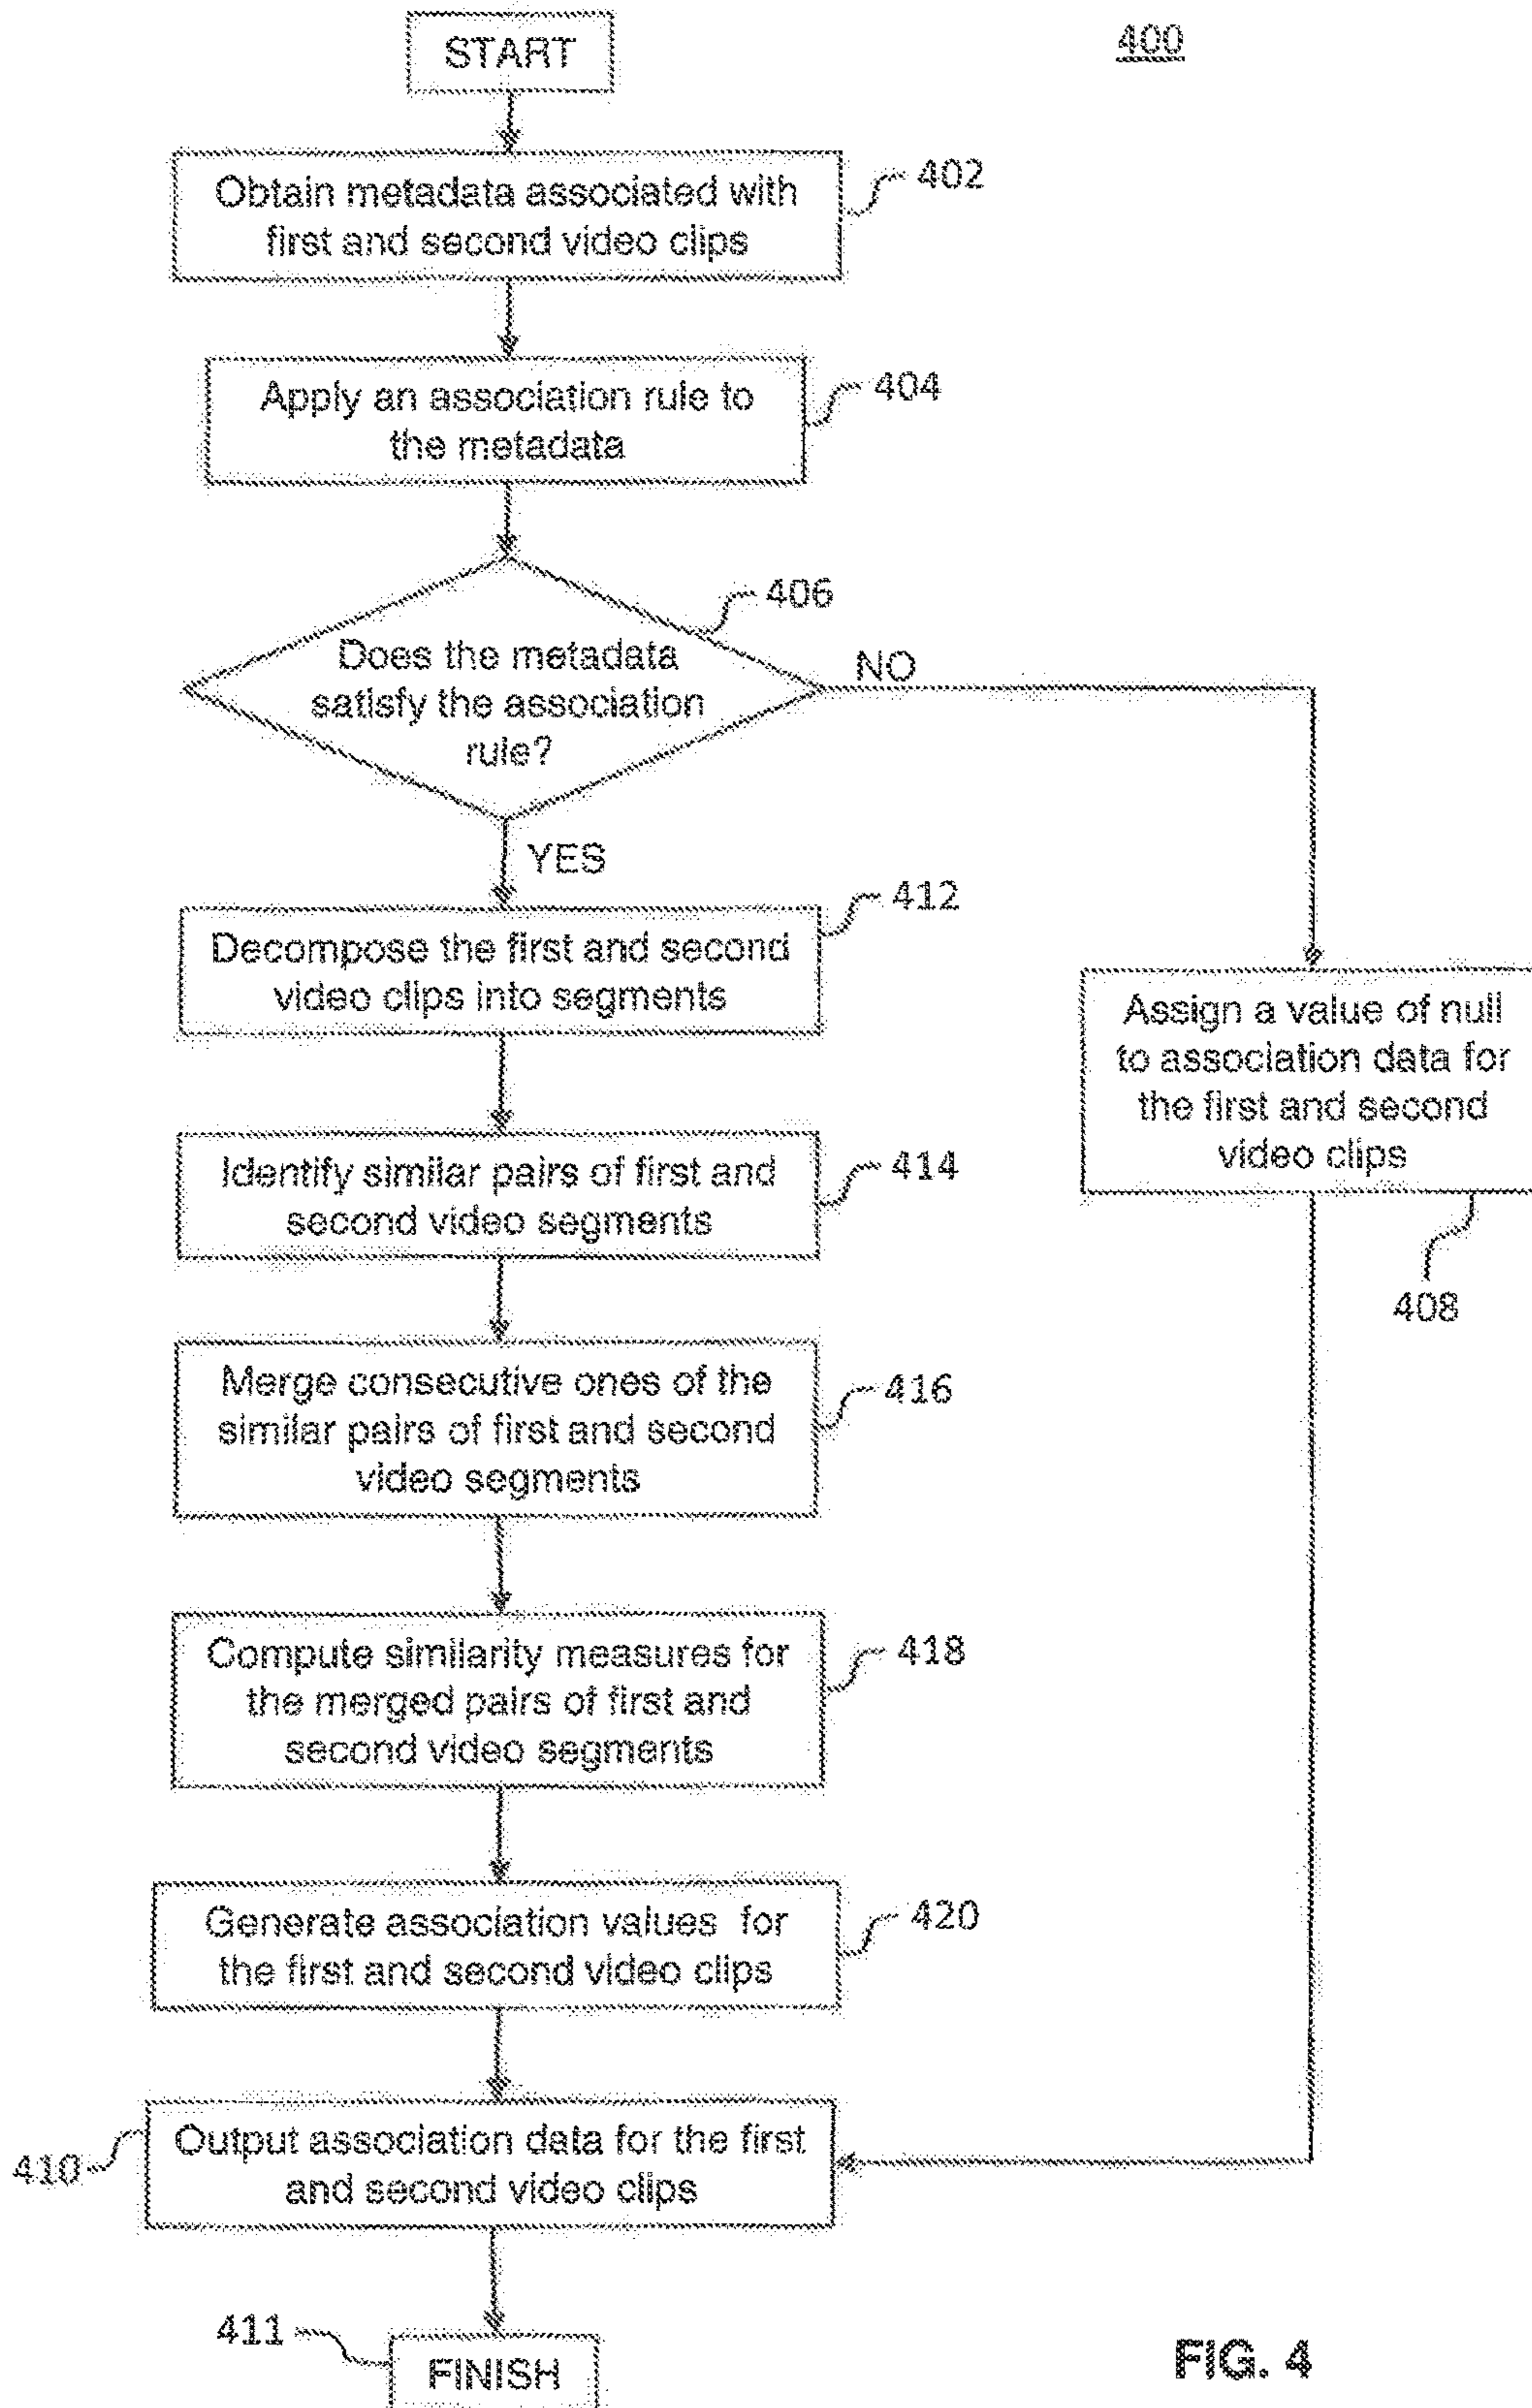 START
400
Obtain metadata associated with
first and second video clips
402
Apply an association rule to
the metadata
404
406
Does the metadata
satisfy the association
rule?
NO
YES
412
Decompose the first and second
video clips into segments
Assign a value of null
to association data for
the first and second
video clips
408
Identify similar pairs of first and
second video segments
414
Merge consecutive ones of the
similar pairs of first and second
video segments
416
Compute similarity measures for
the merged pairs of first and
second video segments
418
Generate association values for
the first and second video clips
420
Output association data for the first
and second video clips
410
411
FINISH
FIG. 4